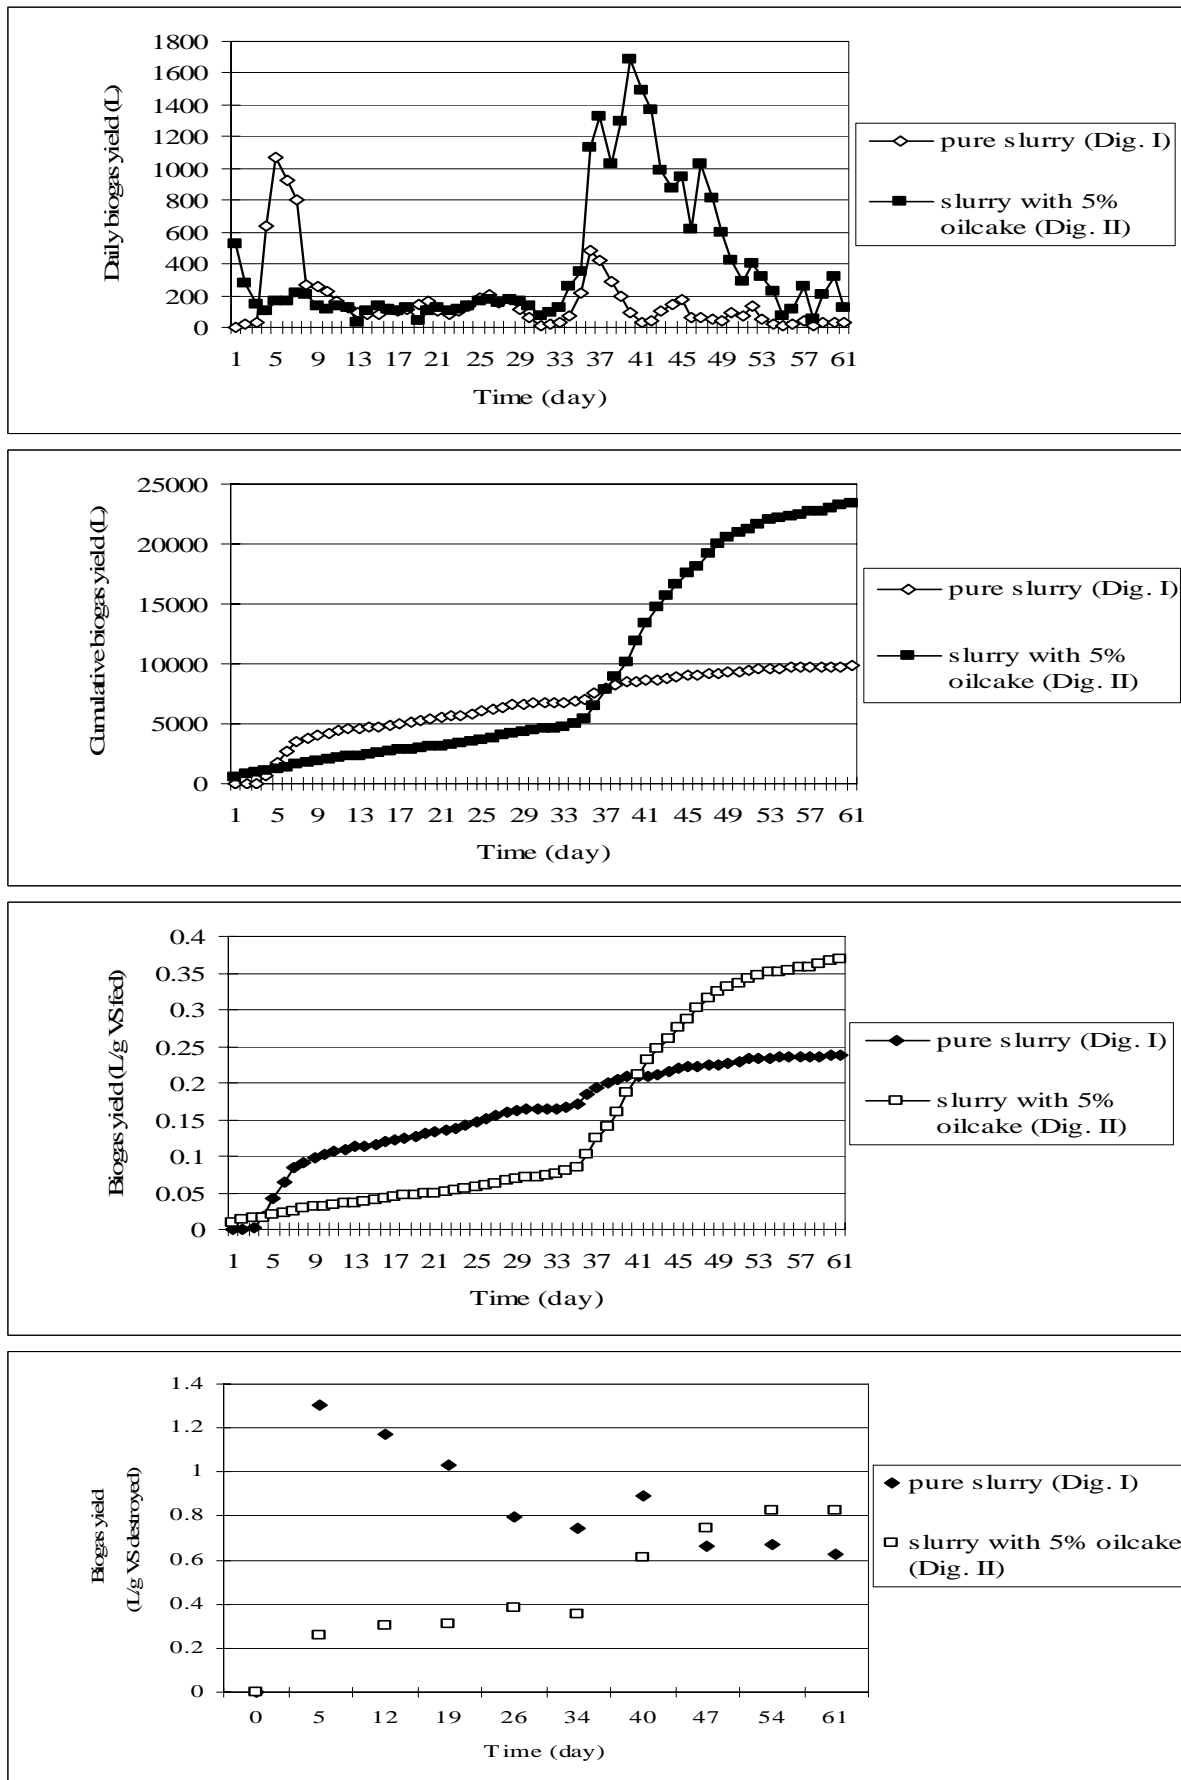 Daily biogas yield (L)
1800
1600
1400
1200
1000
800
600
400
200
0
1 5 9 13 17 21 25 29 33 37 41 45 49 53 57 61
Time (day)
pure slurry (Dig. I)
slurry with 5%
oilcake (Dig. II)
Cumulative biogas yield (L)
25000
20000
15000
10000
5000
0
1 5 9 13 17 21 25 29 33 37 41 45 49 53 57 61
Time (day)
pure slurry (Dig. I)
slurry with 5%
oilcake (Dig. II)
Biogas yield (L/g VS fed)
0.4
0.35
0.3
0.25
0.2
0.15
0.1
0.05
0
1 5 9 13 17 21 25 29 33 37 41 45 49 53 57 61
Time (day)
pure slurry (Dig. I)
slurry with 5%
oilcake (Dig. II)
Biogas yield
(L/g VS destroyed)
1.4
1.2
1
0.8
0.6
0.4
0.2
0
0 5 12 19 26 34 40 47 54 61
Time (day)
pure slurry (Dig. I)
slurry with 5% oilcake
(Dig. II)